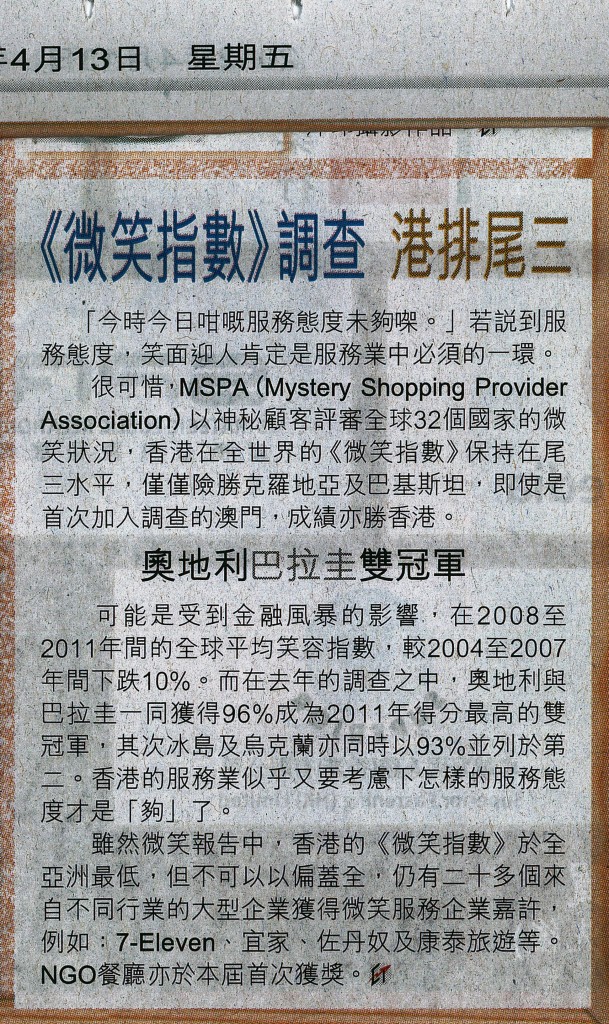 年4月13日 星期五
《微笑指數》調查 港排尾三
「今時今日咁嘅服務態度未夠㗎。」若説到服
務態度，笑面迎人肯定是服務業中必須的一環。
很可惜，MSPA（Mystery Shopping Provider
Association）以神秘顧客評審全球32個國家的微
笑狀況，香港在全世界的《微笑指數》保持在尾
三水平，僅僅險勝克羅地亞及巴基斯坦，即使是
首次加入調查的澳門，成績亦勝香港。
奧地利巴拉圭雙冠軍
可能是受到金融風暴的影響，在2008至
2011年間的全球平均笑容指數，較2004至2007
年間下跌10%。而在去年的調查之中，奧地利與
巴拉圭一同獲得96%成為2011年得分最高的雙
冠軍，其次冰島及烏克蘭亦同時以93%並列於第
二。香港的服務業似乎又要考慮下怎樣的服務態
度才是「夠」了。
雖然微笑報告中，香港的《微笑指數》於全
亞洲最低，但不可以以偏蓋全，仍有二十多個來
自不同行業的大型企業獲得微笑服務企業嘉許，
例如：7-Eleven、宜家、佐丹奴及康泰旅遊等。
NGO餐廳亦於本屆首次獲獎。